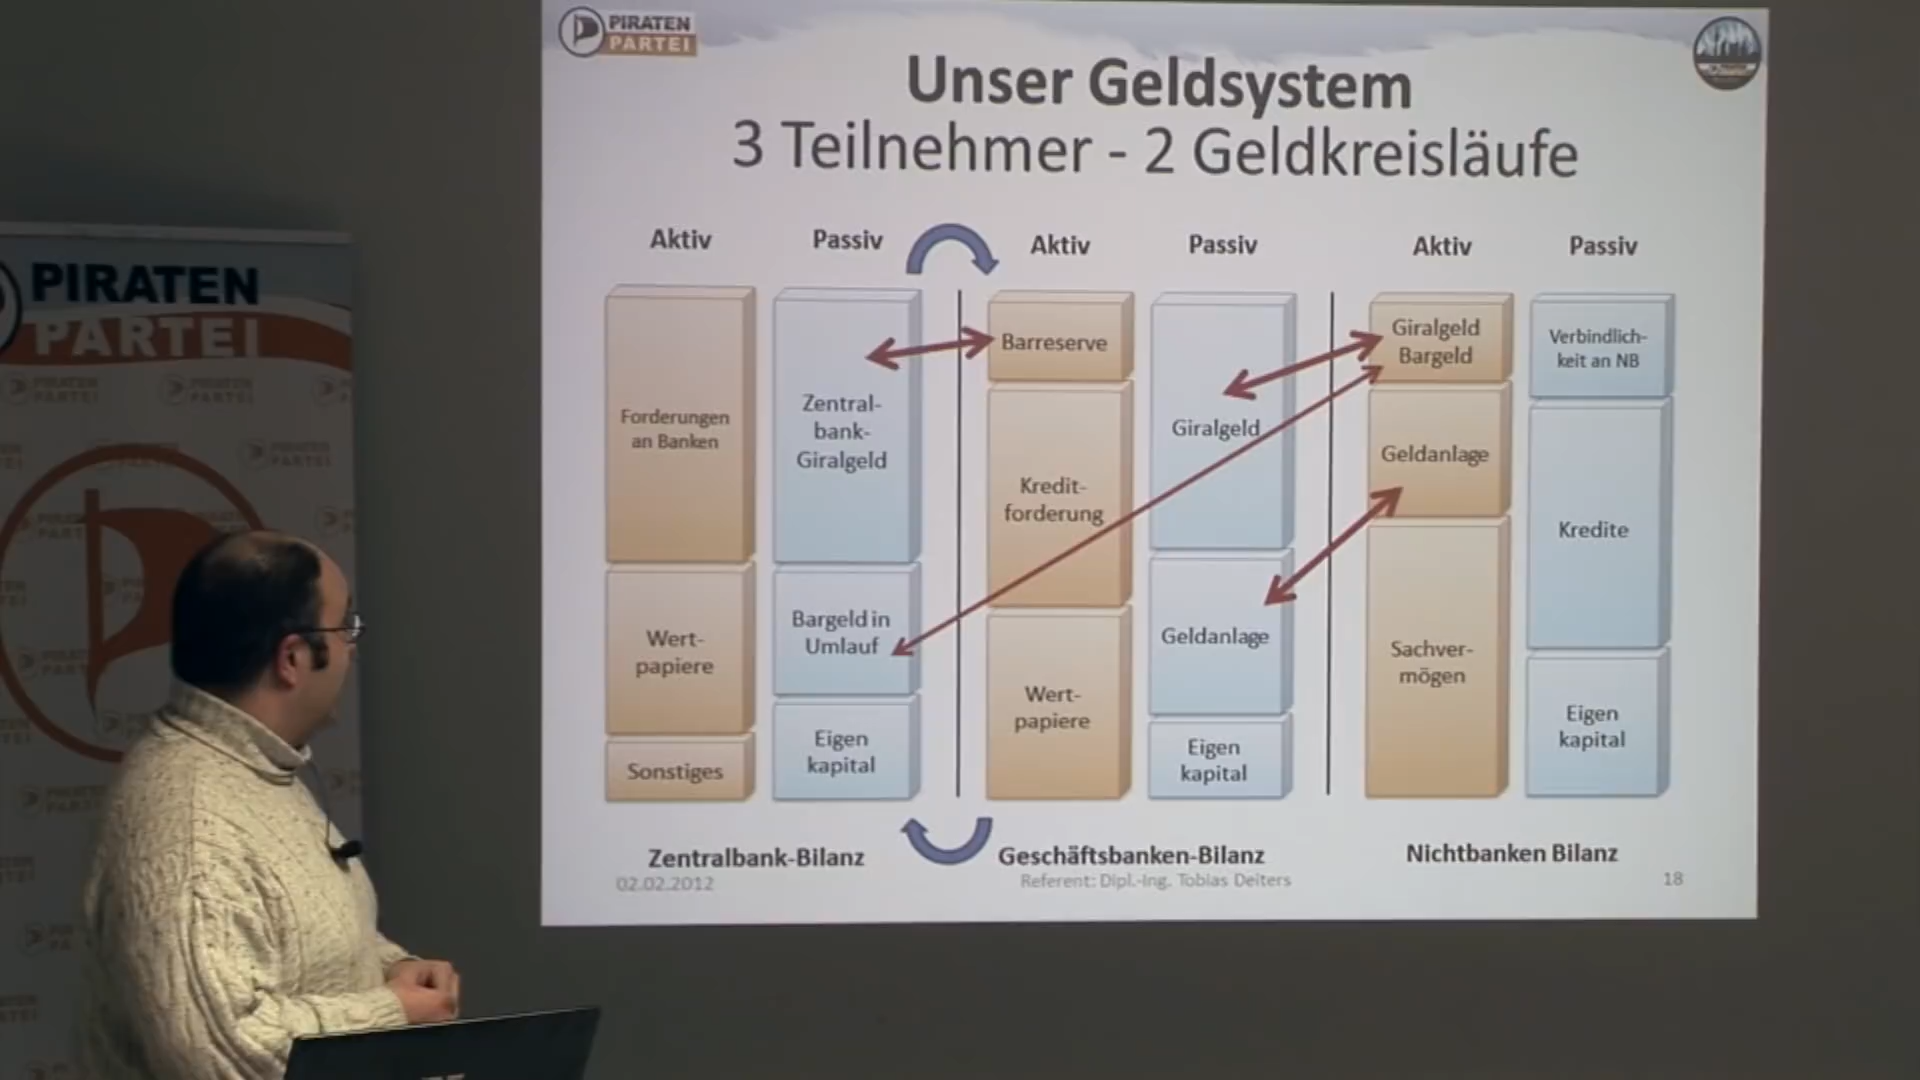 PIRATEN
PARTEI
Unser Geldsystem
3 Teilnehmer - 2 Geldkreisläufe
Aktiv
Passiv
Aktiv
Passiv
Aktiv
Passiv
Forderungen
an Banken
Wert-
papiere
Sonstiges
Zentral-
bank-
Giralgeld
Bargeld in
Umlauf
Eigen
kapital
Barreserve
Kredit-
forderung
Wert-
papiere
Giralgeld
Geldanlage
Eigen
kapital
Giralgeld
Bargeld
Geldanlage
Sachver-
mögen
Verbindlich-
keit an NB
Kredite
Eigen
kapital
Zentralbank-Bilanz
Geschäftsbanken-Bilanz
Nichtbanken Bilanz
02.02.2012
Referent: Dipl.-Ing. Tobias Deiters
18
PIRATEN
PARTEI